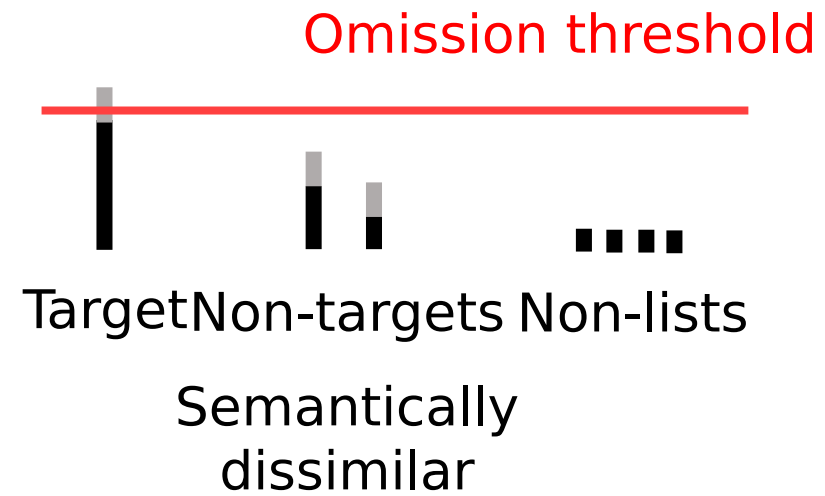 Omission threshold
Target Non-targets Non-lists
Semantically
dissimilar